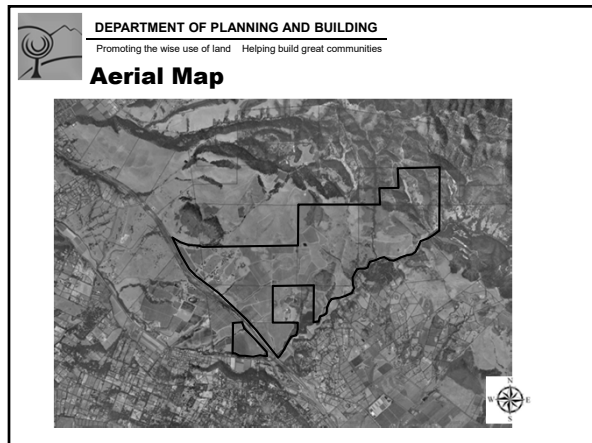 DEPARTMENT OF PLANNING AND BUILDING
Promoting the wise use of land Helping build great communities
Aerial Map
N
W E
S